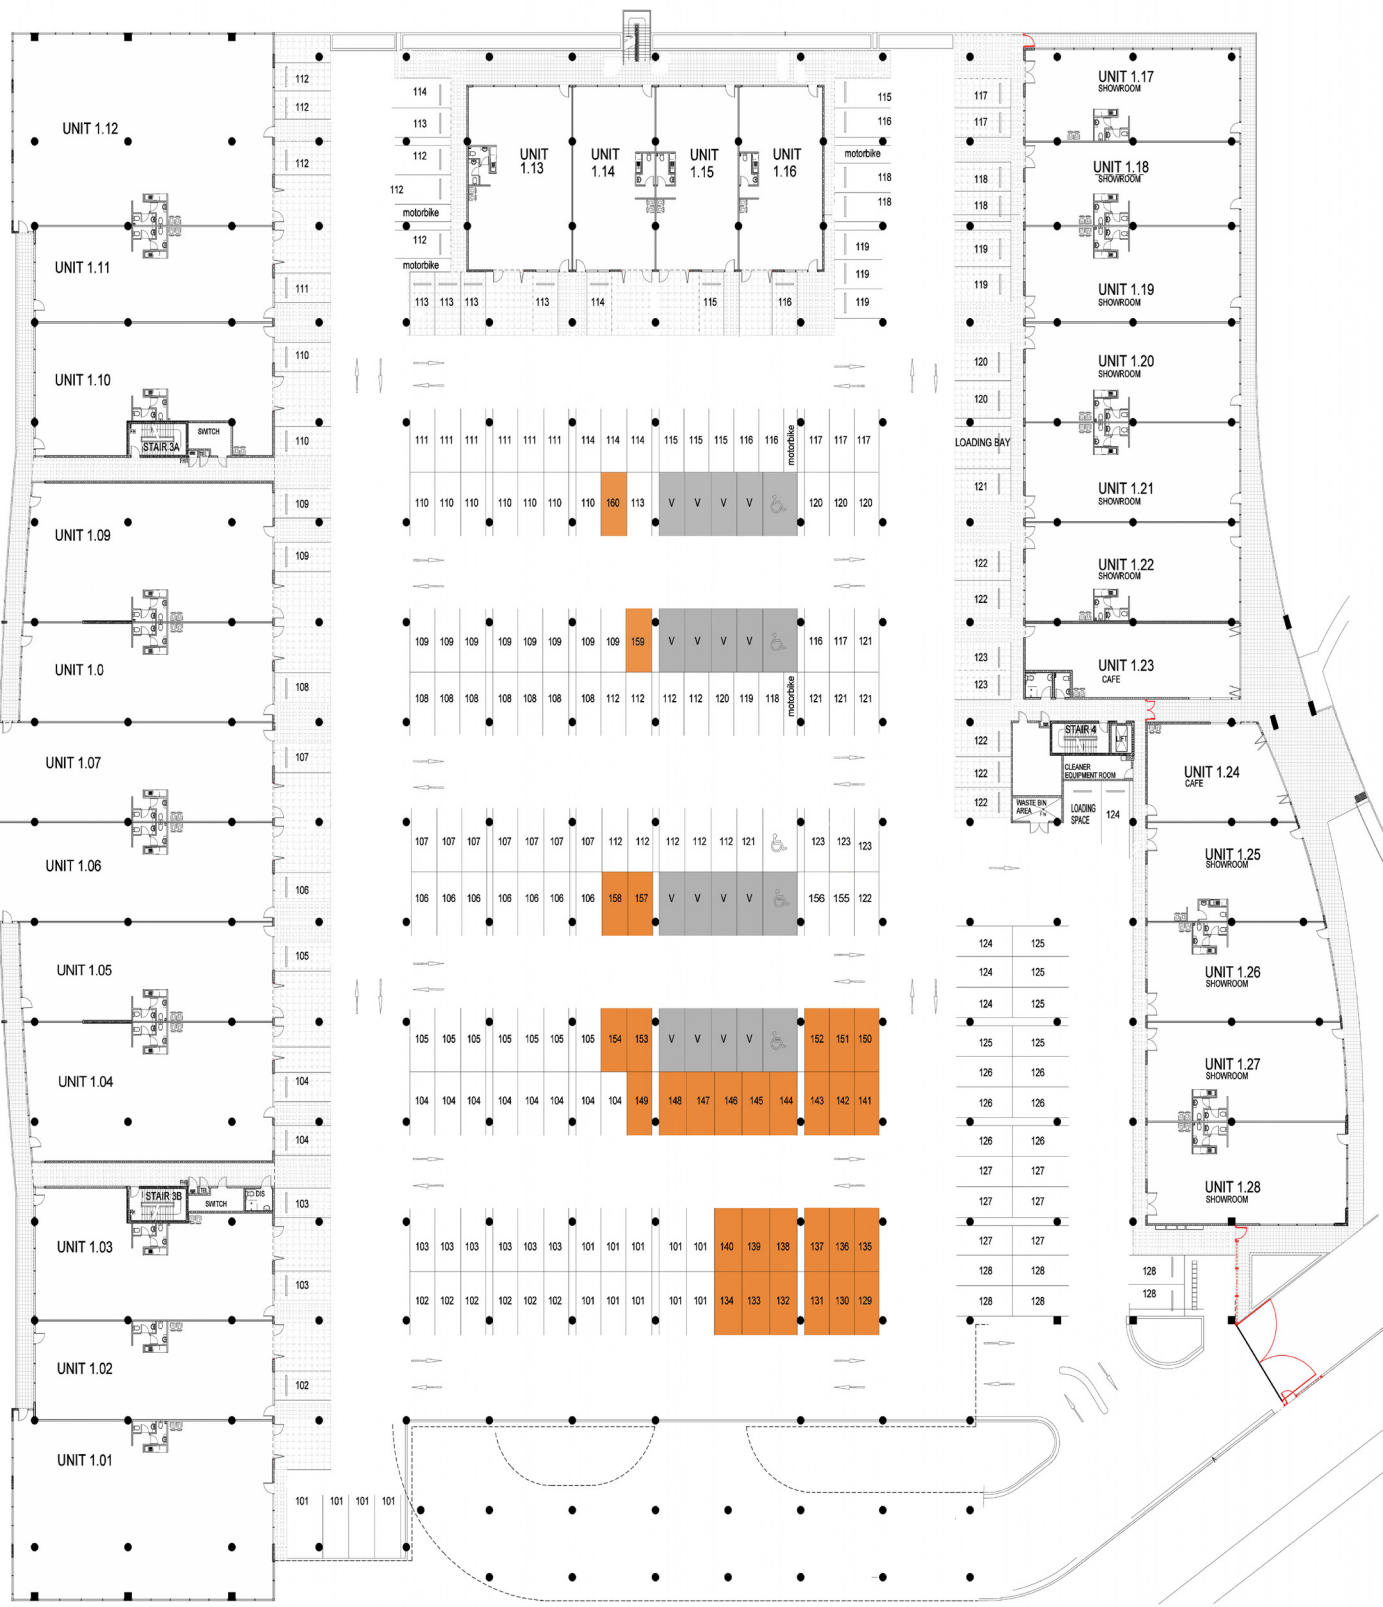 UNIT 1.12
UNIT 1.11
UNIT 1.10
STAIR 3A
SWITCH
FH
TEL
UNIT 1.09
UNIT 1.0
UNIT 1.07
UNIT 1.06
UNIT 1.05
UNIT 1.04
STAIR 3B
SWITCH
DIS
FH
TEL
UNIT 1.03
UNIT 1.02
UNIT 1.01
112
112
112
111
110
110
109
109
108
107
106
105
104
104
103
103
102
101 101 101 101
114
113
112
112
motorbike
112
motorbike
UNIT
1.13
UNIT
1.14
UNIT
1.15
UNIT
1.16
115
116
motorbike
118
118
119
119
119
113 113 113 113 114 115 116
111 111 111 111 111 111 114 114 114 115 115 115 116 116 motorbike 117 117 117
110 110 110 110 110 110 110 160 113 V V V V 120 120 120
109 109 109 109 109 109 109 109 159 V V V V 116 117 121
108 108 108 108 108 108 108 112 112 112 112 120 119 118 motorbike 121 121 121
107 107 107 107 107 107 107 112 112 112 112 112 121 123 123 123
106 106 106 106 106 106 106 158 157 V V V V 156 155 122
105 105 105 105 105 105 105 154 153 V V V V 152 151 150
104 104 104 104 104 104 104 104 149 148 147 146 145 144 143 142 141
103 103 103 103 103 103 101 101 101 101 101 140 139 138 137 136 135
102 102 102 102 102 102 101 101 101 101 101 134 133 132 131 130 129
117
117
118
118
119
119
120
120
LOADING BAY
121
122
122
123
123
122
122
122
UNIT 1.17
SHOWROOM
UNIT 1.18
SHOWROOM
UNIT 1.19
SHOWROOM
UNIT 1.20
SHOWROOM
UNIT 1.21
SHOWROOM
UNIT 1.22
SHOWROOM
UNIT 1.23
CAFE
STAIR 4
LIFT
CLEANER
EQUIPMENT ROOM
WASTE BIN
AREA
FH
LOADING
SPACE
124
UNIT 1.24
CAFE
UNIT 1.25
SHOWROOM
UNIT 1.26
SHOWROOM
UNIT 1.27
SHOWROOM
UNIT 1.28
SHOWROOM
124 125
124 125
124 125
125 125
126 126
126 126
126 126
127 127
127 127
127 127
128 128
128 128
128
128